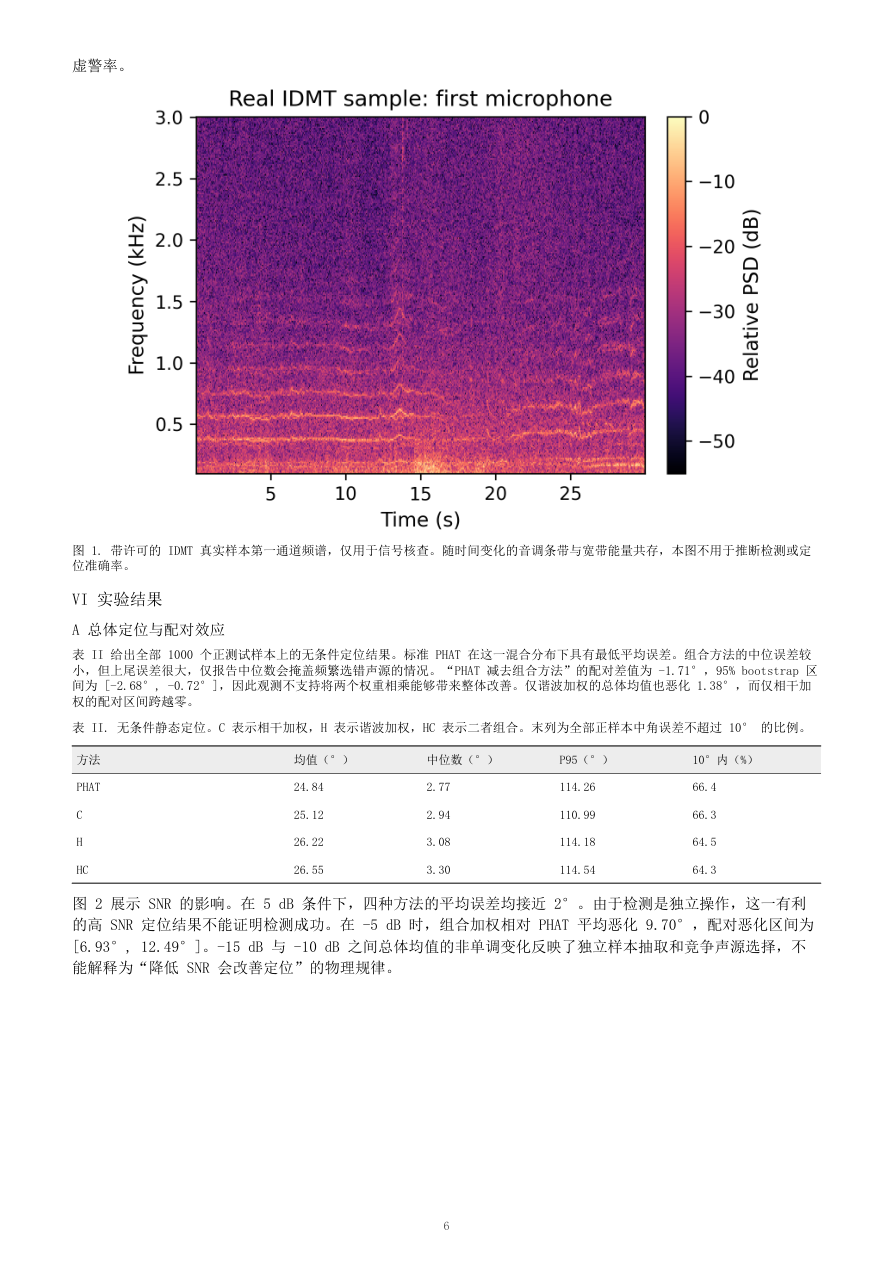 虚警率。
Real IDMT sample: first microphone
3.0
2.5
2.0
1.5
1.0
0.5
Frequency (kHz)
5 10 15 20 25
Time (s)
0
−10
−20
−30
−40
−50
Relative PSD (dB)
图 1. 带许可的 IDMT 真实样本第一通道频谱，仅用于信号核查。随时间变化的音调条带与宽带能量共存，本图不用于推断检测或定
位准确率。
VI 实验结果
A 总体定位与配对效应
表 II 给出全部 1000 个正测试样本上的无条件定位结果。标准 PHAT 在这一混合分布下具有最低平均误差。组合方法的中位误差较
小，但上尾误差很大，仅报告中位数会掩盖频繁选错声源的情况。“PHAT 减去组合方法”的配对差值为 -1.71°，95% bootstrap 区
间为 [-2.68°, -0.72°]，因此观测不支持将两个权重相乘能够带来整体改善。仅谐波加权的总体均值也恶化 1.38°，而仅相干加
权的配对区间跨越零。
表 II. 无条件静态定位。C 表示相干加权，H 表示谐波加权，HC 表示二者组合。末列为全部正样本中角误差不超过 10° 的比例。
方法 均值（°） 中位数（°） P95（°） 10°内（%）
PHAT 24.84 2.77 114.26 66.4
C 25.12 2.94 110.99 66.3
H 26.22 3.08 114.18 64.5
HC 26.55 3.30 114.54 64.3
图 2 展示 SNR 的影响。在 5 dB 条件下，四种方法的平均误差均接近 2°。由于检测是独立操作，这一有利
的高 SNR 定位结果不能证明检测成功。在 -5 dB 时，组合加权相对 PHAT 平均恶化 9.70°，配对恶化区间为
[6.93°, 12.49°]。-15 dB 与 -10 dB 之间总体均值的非单调变化反映了独立样本抽取和竞争声源选择，不
能解释为“降低 SNR 会改善定位”的物理规律。
6